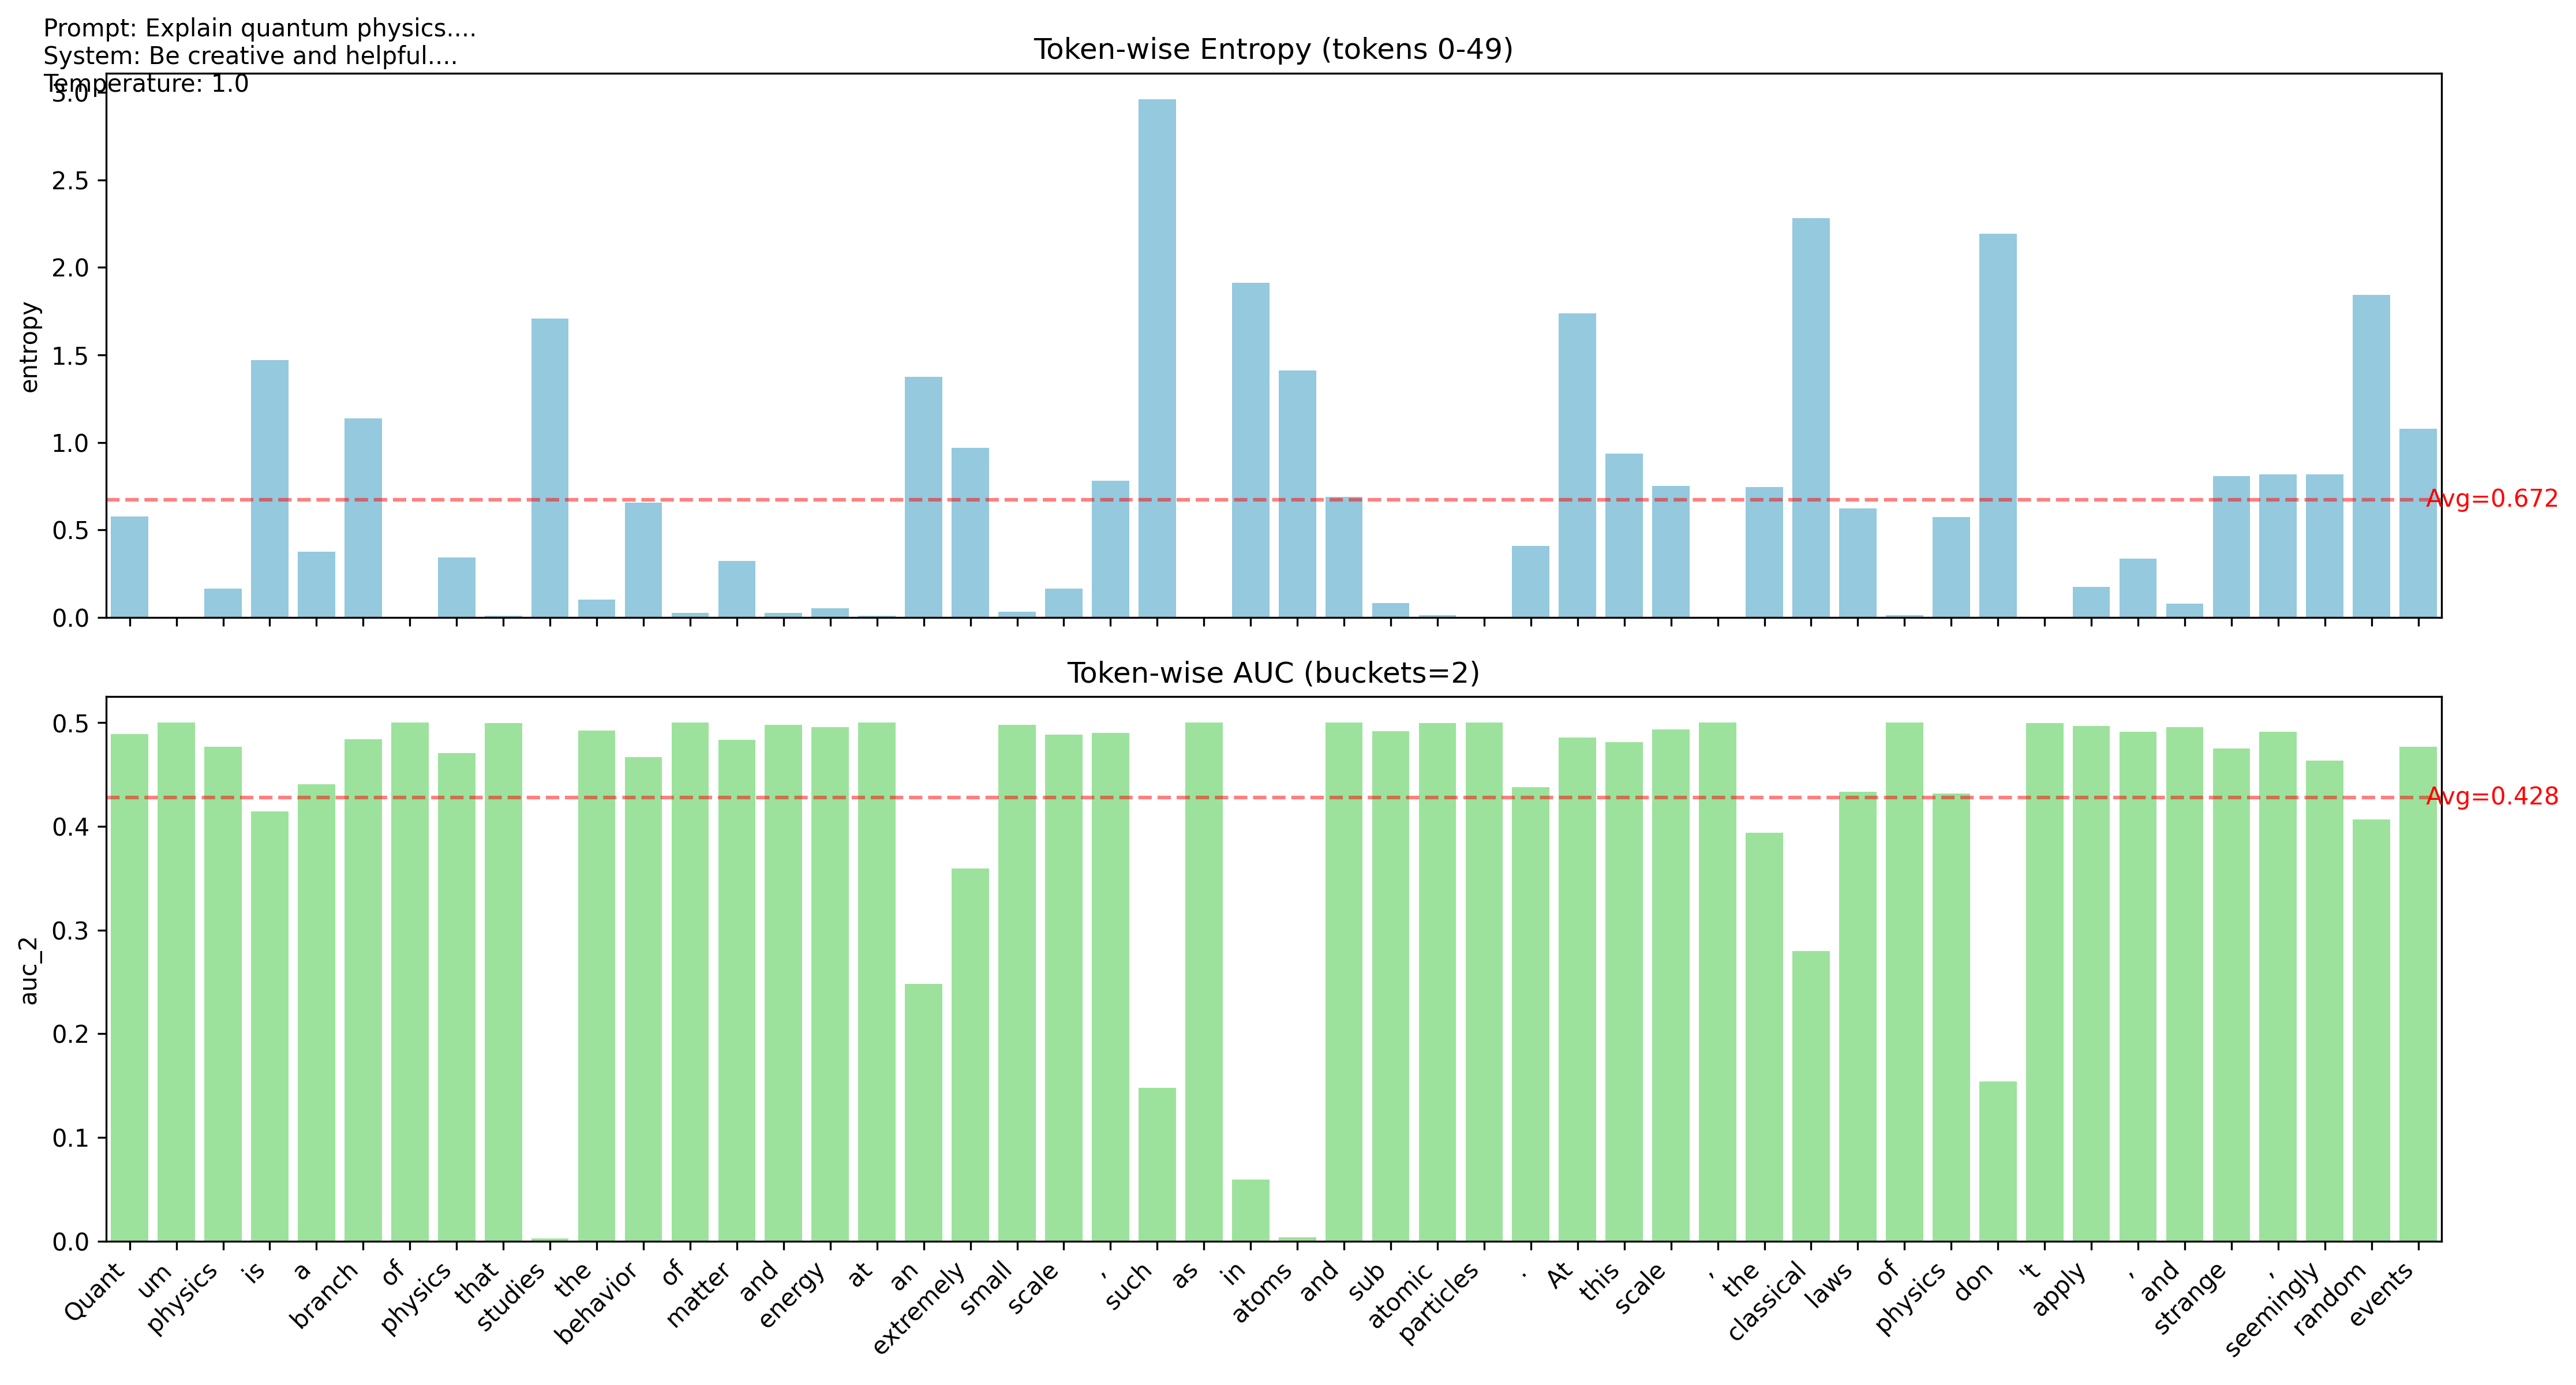 Prompt: Explain quantum physics....
System: Be creative and helpful....
Temperature: 1.0
Token-wise Entropy (tokens 0-49)
entropy
3.0
2.5
2.0
1.5
1.0
0.5
0.0
Avg=0.672
Token-wise AUC (buckets=2)
auc_2
0.5
0.4
0.3
0.2
0.1
0.0
Avg=0.428
Quant
um
physics
is
a
branch
of
physics
that
studies
the
behavior
of
matter
and
energy
at
an
extremely
small
scale
,
such
as
in
atoms
and
sub
atomic
particles
.
At
this
scale
,
the
classical
laws
of
physics
don
't
apply
,
and
strange
,
seemingly
random
events